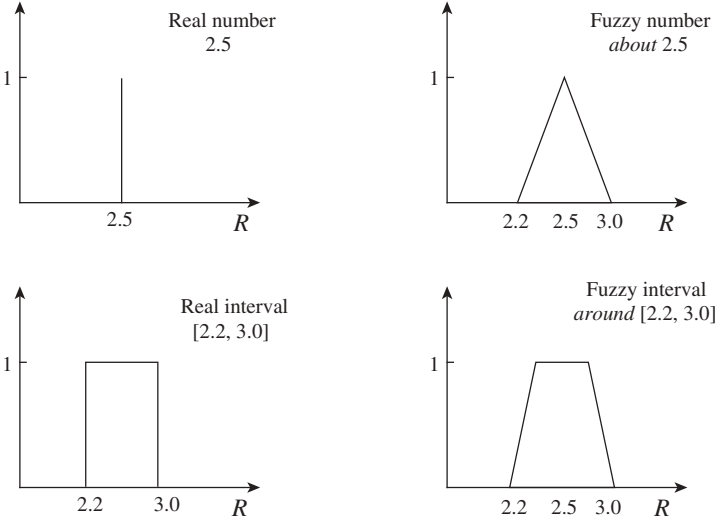 Real number
2.5
1
2.5
R
Fuzzy number
about 2.5
1
2.2 2.5 3.0
R
Real interval
[2.2, 3.0]
1
2.2 3.0
R
Fuzzy interval
around [2.2, 3.0]
1
2.2 2.5 3.0
R